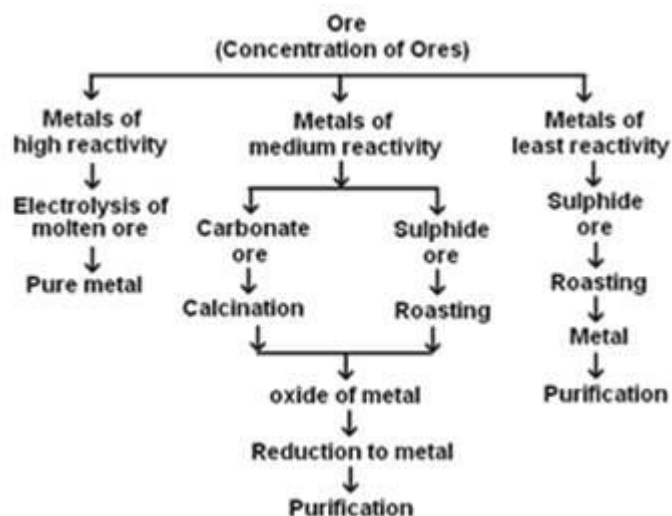 Ore
(Concentration of Ores)
Metals of
high reactivity
Electrolysis of
molten ore
Pure metal
Metals of
medium reactivity
Carbonate
ore
Calcination
Sulphide
ore
Roasting
oxide of metal
Reduction to metal
Purification
Metals of
least reactivity
Sulphide
ore
Roasting
Metal
Purification